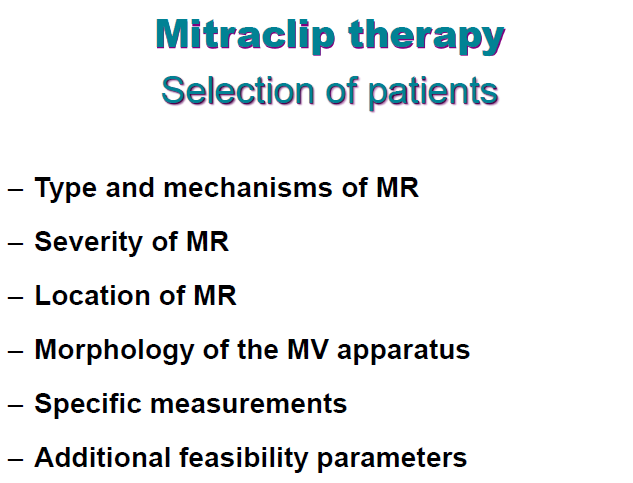 Mitraclip therapy
Selection of patients
– Type and mechanisms of MR
– Severity of MR
– Location of MR
– Morphology of the MV apparatus
– Specific measurements
– Additional feasibility parameters